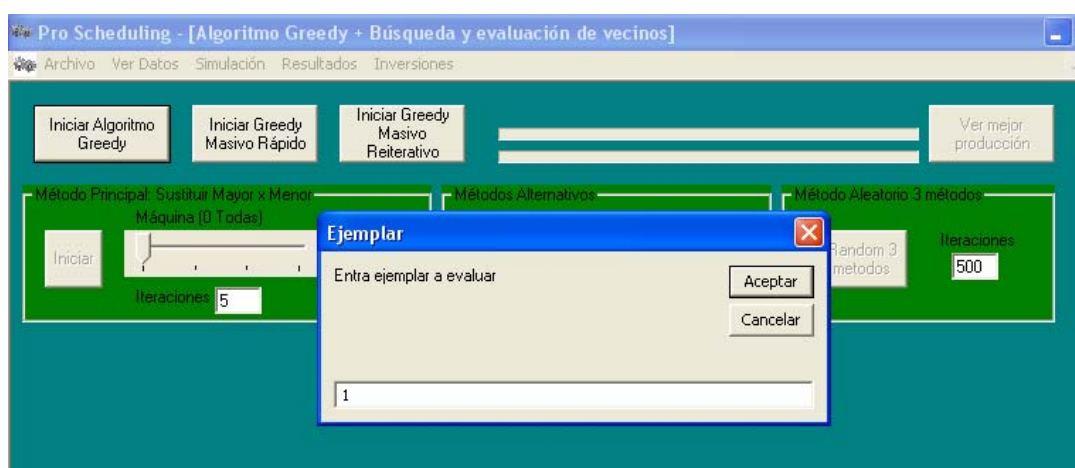 Pro Scheduling - [Algoritmo Greedy + Búsqueda y evaluación de vecinos]
Archivo Ver Datos Simulación Resultados Inversiones
Iniciar Algoritmo
Greedy
Iniciar Greedy
Masivo Rápido
Iniciar Greedy
Masivo
Reiterativo
Ver mejor
producción
Método Principal: Sustituir Mayor x Menor
Máquina (0 Todas)
Iniciar
Iteraciones 5
Métodos Alternativos
Método Aleatorio 3 métodos
Random 3
metodos
Iteraciones
500
Ejemplar
Entra ejemplar a evaluar
Aceptar
Cancelar
1